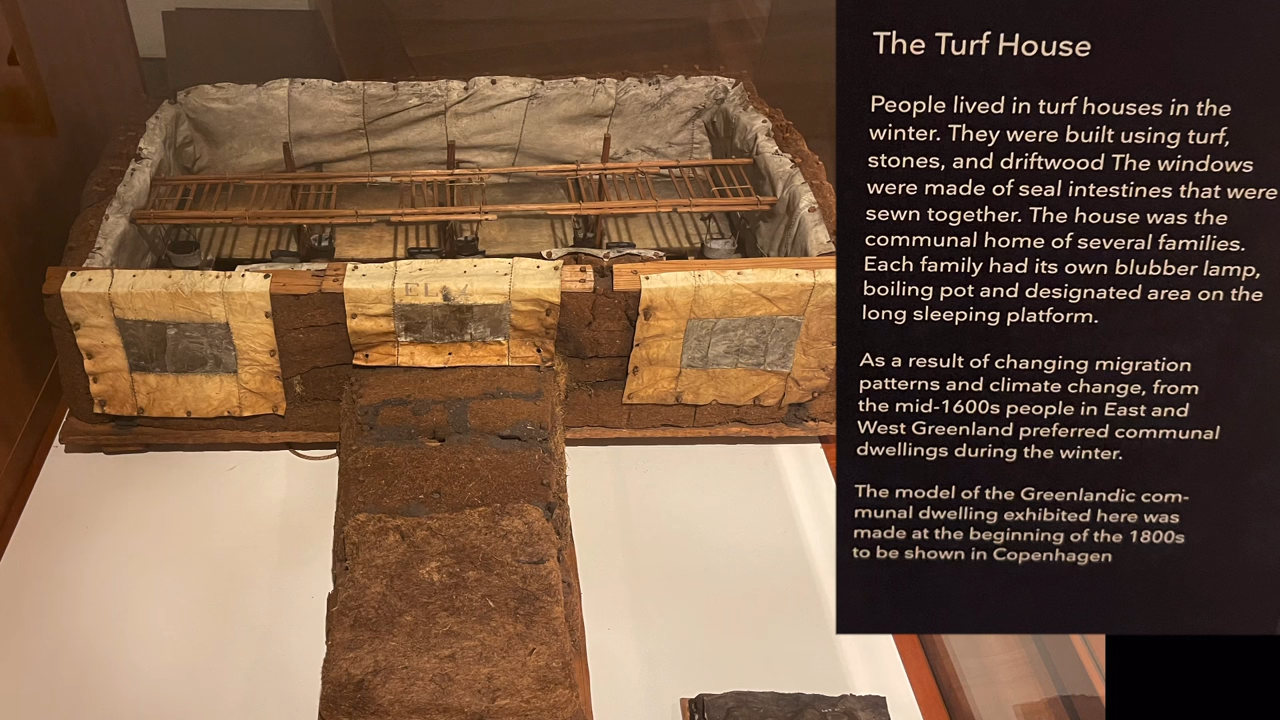 The Turf House
People lived in turf houses in the
winter. They were built using turf,
stones, and driftwood The windows
were made of seal intestines that were
sewn together. The house was the
communal home of several families.
Each family had its own blubber lamp,
boiling pot and designated area on the
long sleeping platform.
As a result of changing migration
patterns and climate change, from
the mid-1600s people in East and
West Greenland preferred communal
dwellings during the winter.
The model of the Greenlandic com-
munal dwelling exhibited here was
made at the beginning of the 1800s
to be shown in Copenhagen